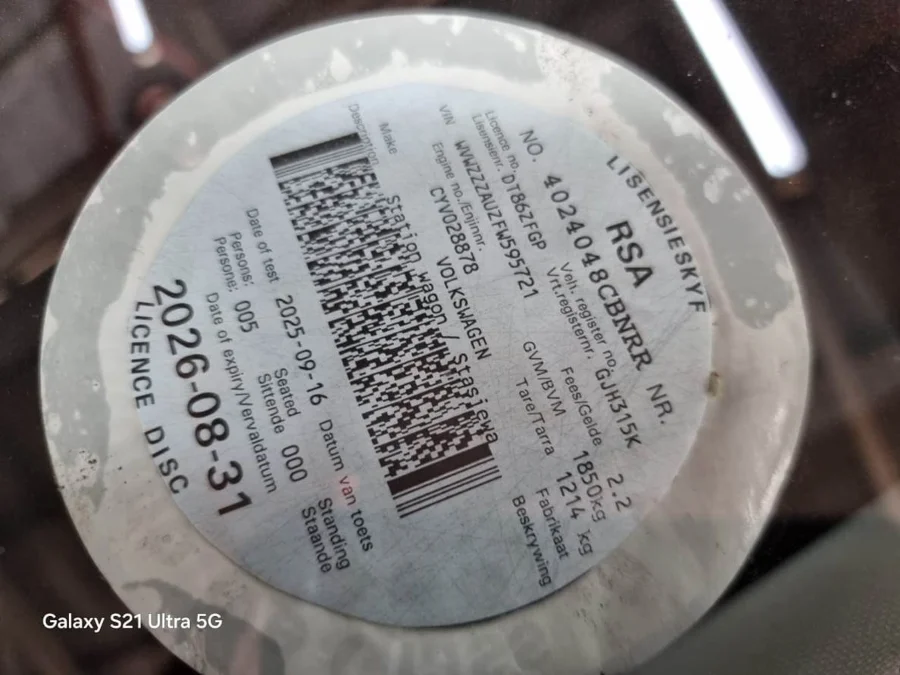 LISENSIESKYF
RSA
NO. 4024048CBNRR NR.
Licence no. Veh. register no. Fees/Gelde 2.2
Lisensienr. DT86ZFGP Vrt.registernr. GJH315K
VIN WVWZZZAUZFW595721 GVM/BVM 1850kg
Engine no./Enjinnr. CYV028878 Tare/Tarra 1214 kg
Make VOLKSWAGEN Fabrikaat
Description Station wagon / Stasiewa Beskrywing
Date of test 2025-09-16 Datum van toets
Persons: Seated Standing
Persone: 005 Sittende 000 Staande
Date of expiry/Vervaldatum
2026-08-31
LICENCE DISC
Galaxy S21 Ultra 5G